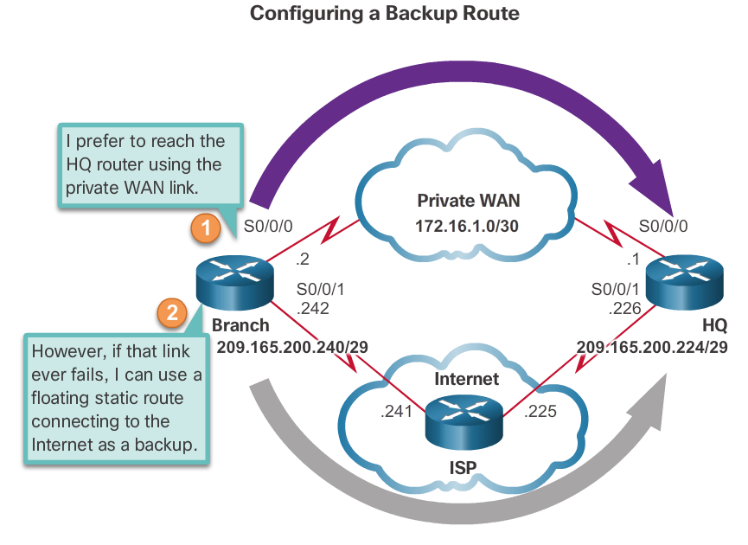 Configuring a Backup Route
I prefer to reach the
HQ router using the
private WAN link.
1
S0/0/0
Private WAN
172.16.1.0/30
S0/0/0
.2
.1
S0/0/1
.242
S0/0/1
.226
2
Branch
HQ
209.165.200.240/29
209.165.200.224/29
However, if that link
ever fails, I can use a
floating static route
connecting to the
Internet as a backup.
Internet
.241
.225
ISP